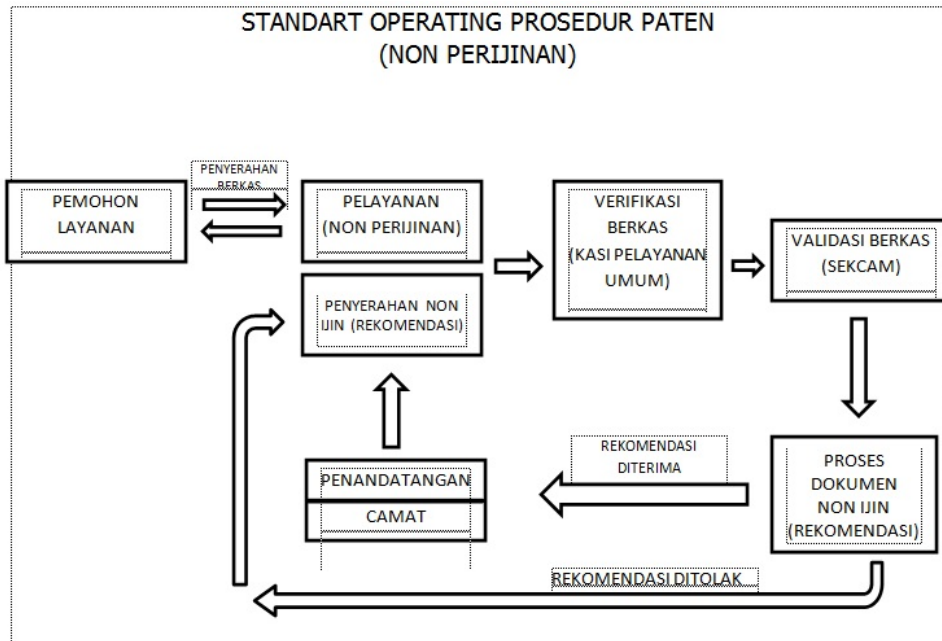 STANDART OPERATING PROSEDUR PATEN
(NON PERIJINAN)
PENYERAHAN
BERKAS
PEMOHON
LAYANAN
PELAYANAN
(NON PERIJINAN)
VERIFIKASI
BERKAS
(KASI PELAYANAN
UMUM)
VALIDASI BERKAS
(SEKCAM)
PENYERAHAN NON
IJIN (REKOMENDASI)
REKOMENDASI
DITERIMA
PROSES
DOKUMEN
NON IJIN
(REKOMENDASI)
PENANDATANGAN
CAMAT
REKOMENDASI DITOLAK